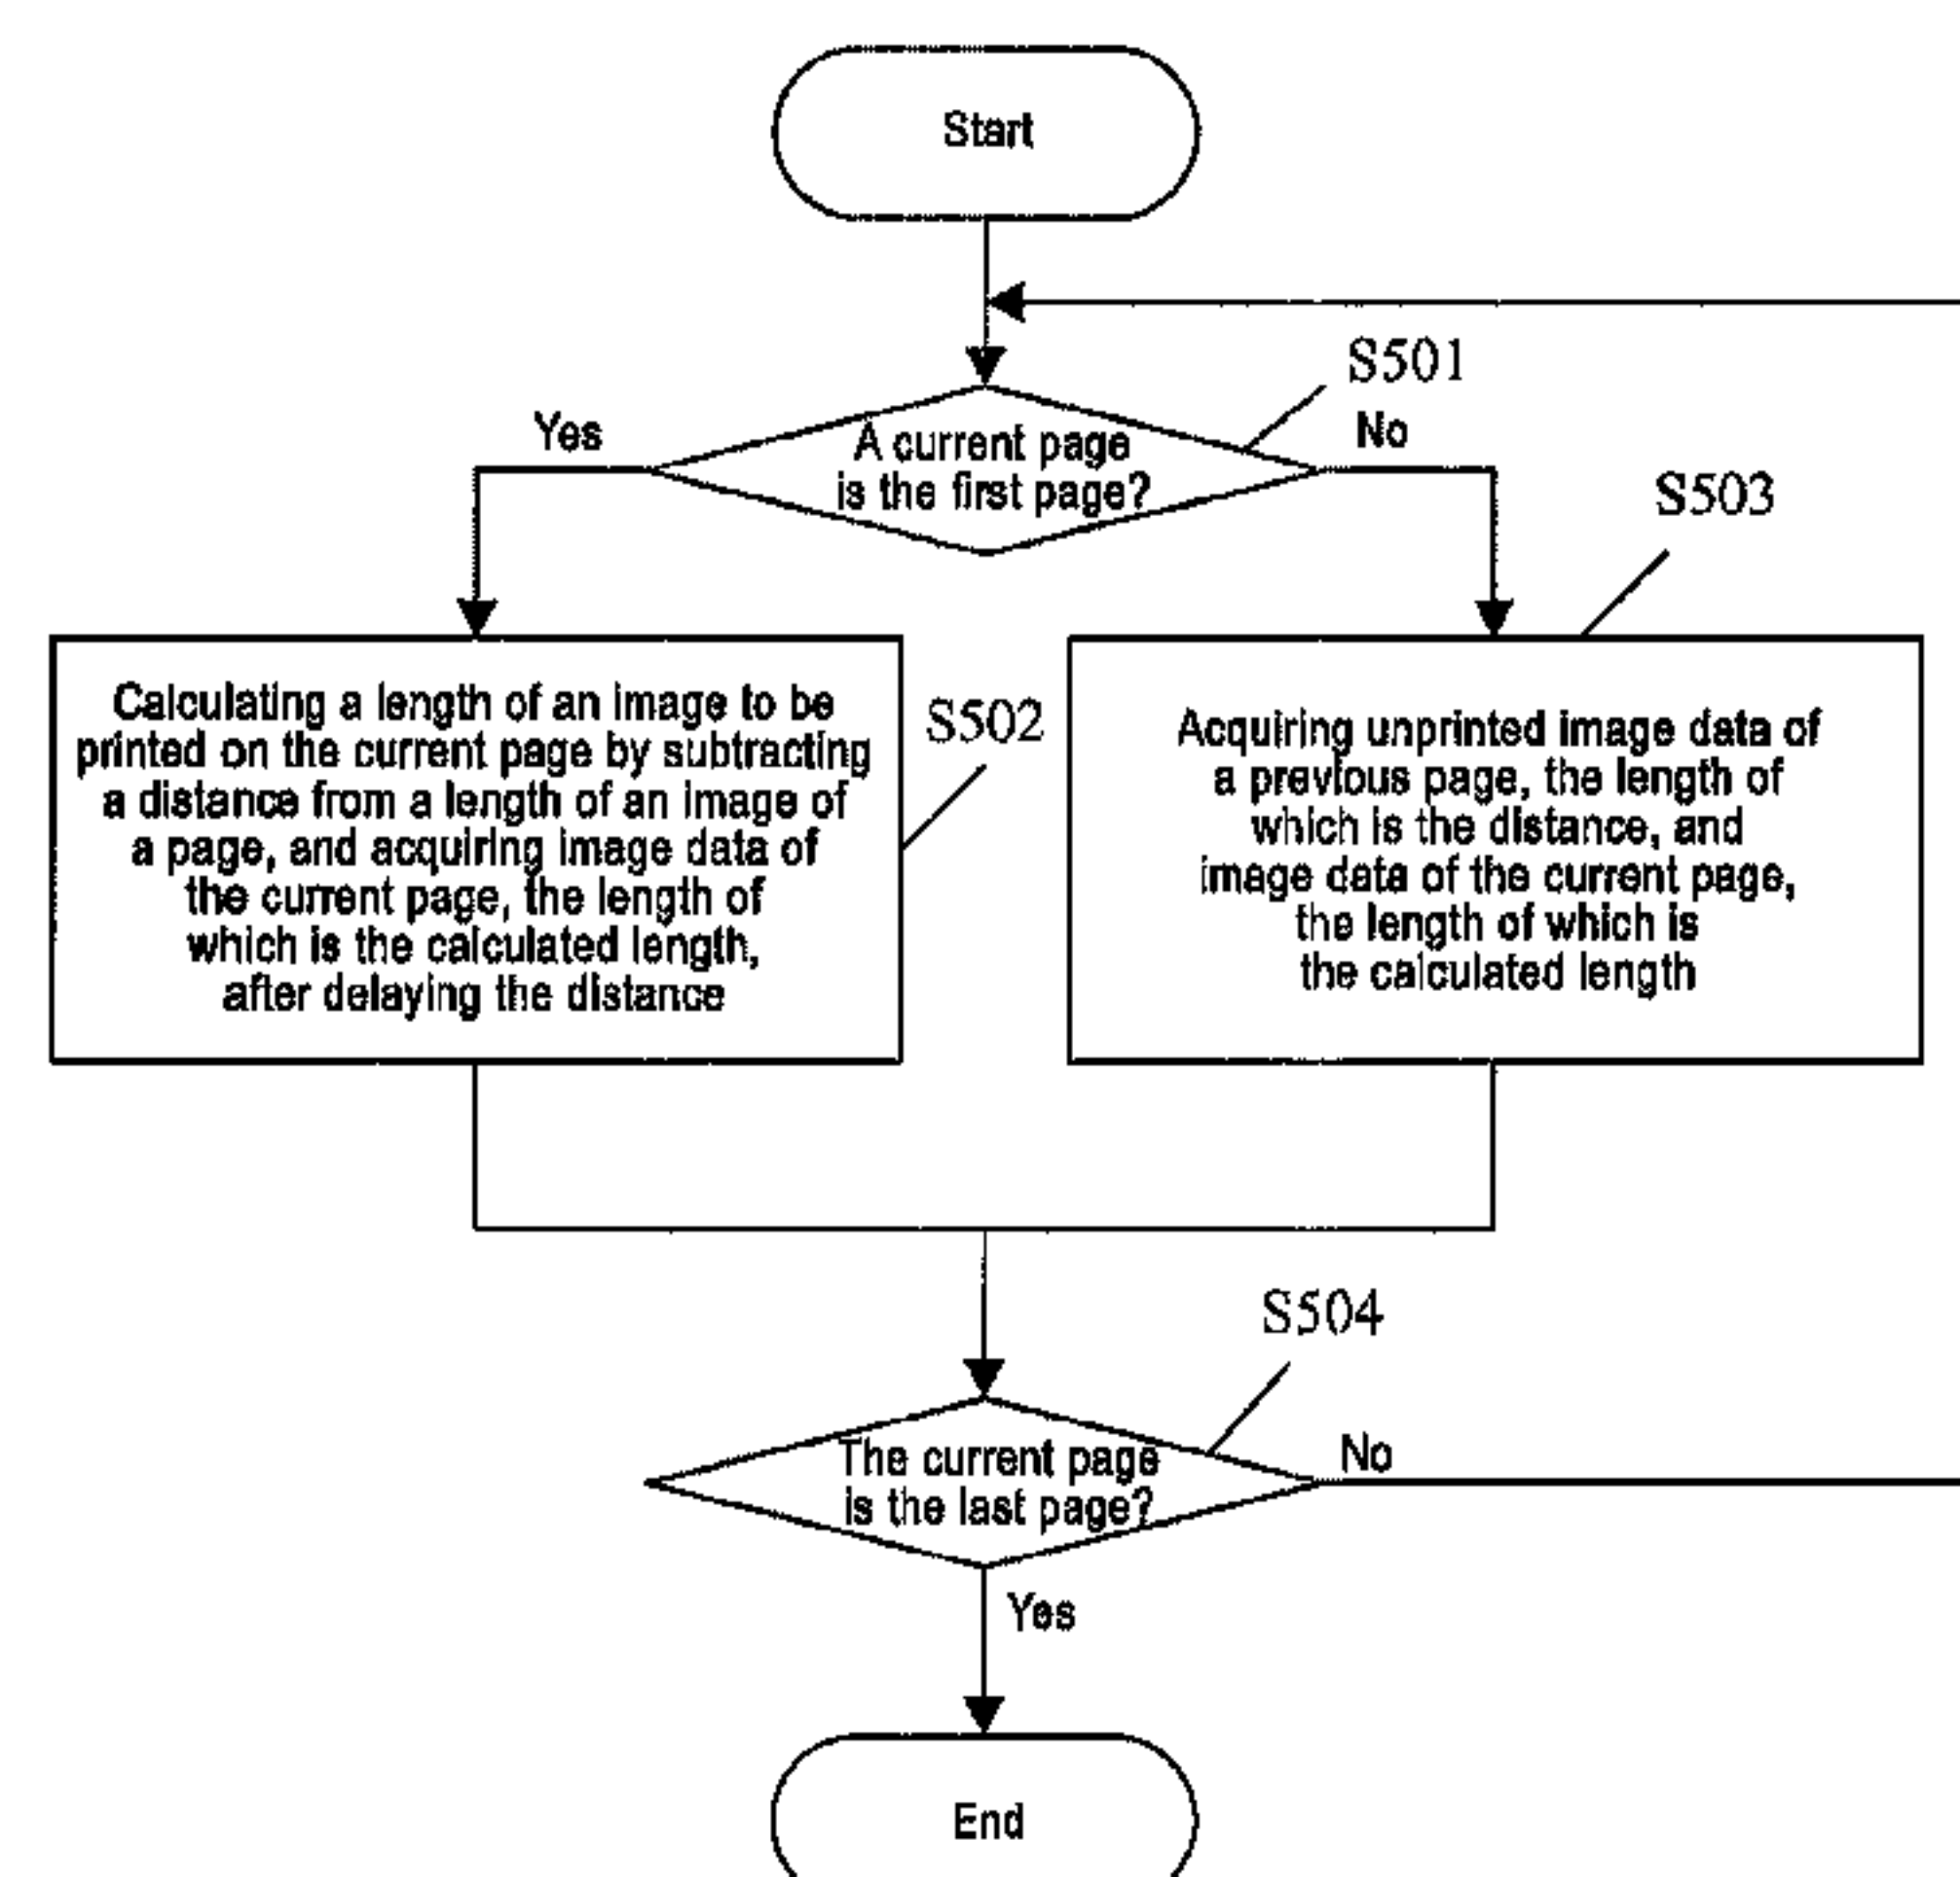 Start
S501
Yes
No
A current page
is the first page?
S503
Calculating a length of an image to be
printed on the current page by subtracting
a distance from a length of an image of
a page, and acquiring image data of
the current page, the length of
which is the calculated length,
after delaying the distance
S502
Acquiring unprinted image data of
a previous page, the length of
which is the distance, and
image data of the current page,
the length of which is
the calculated length
S504
The current page
is the last page?
No
Yes
End